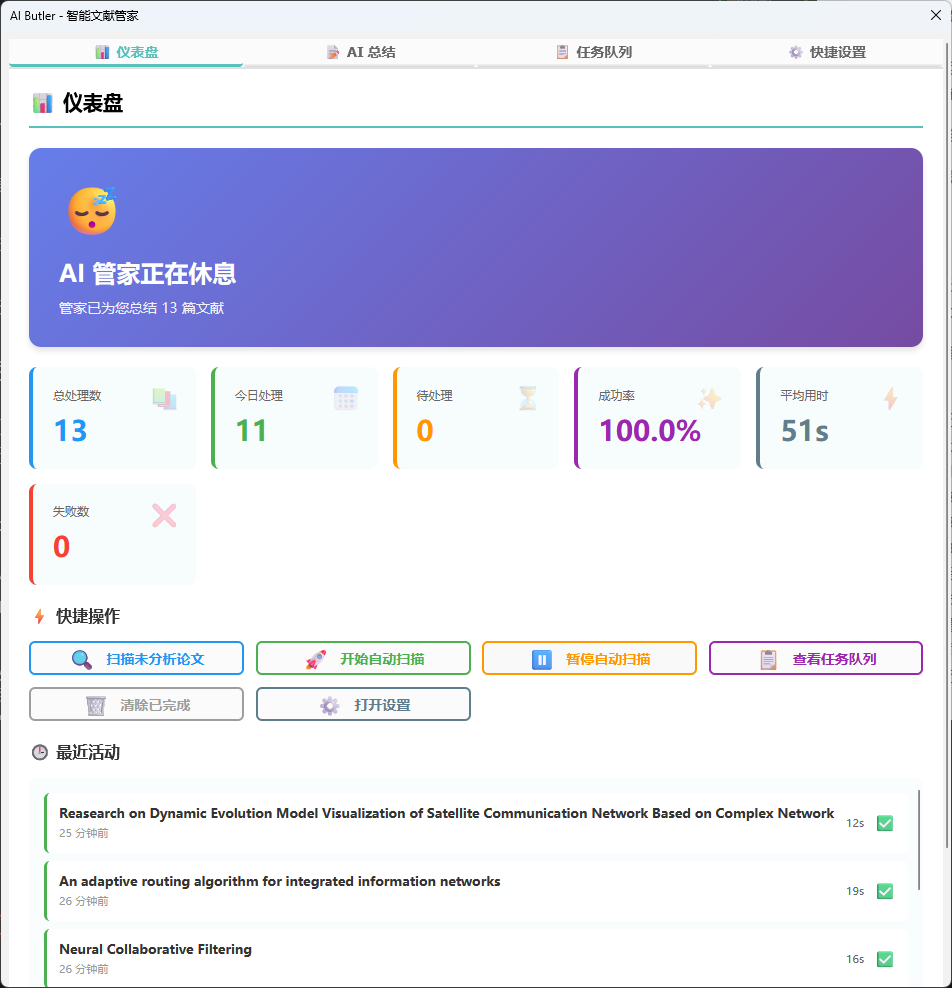 AI Butler - 智能文献管家
仪表盘
AI 总结
任务队列
快捷设置
仪表盘
AI 管家正在休息
管家已为您总结 13 篇文献
总处理数
13
今日处理
11
待处理
0
成功率
100.0%
平均用时
51s
失败数
0
快捷操作
扫描未分析论文
开始自动扫描
暂停自动扫描
查看任务队列
清除已完成
打开设置
最近活动
Reasearch on Dynamic Evolution Model Visualization of Satellite Communication Network Based on Complex Network
25 分钟前
12s
An adaptive routing algorithm for integrated information networks
26 分钟前
19s
Neural Collaborative Filtering
26 分钟前
16s